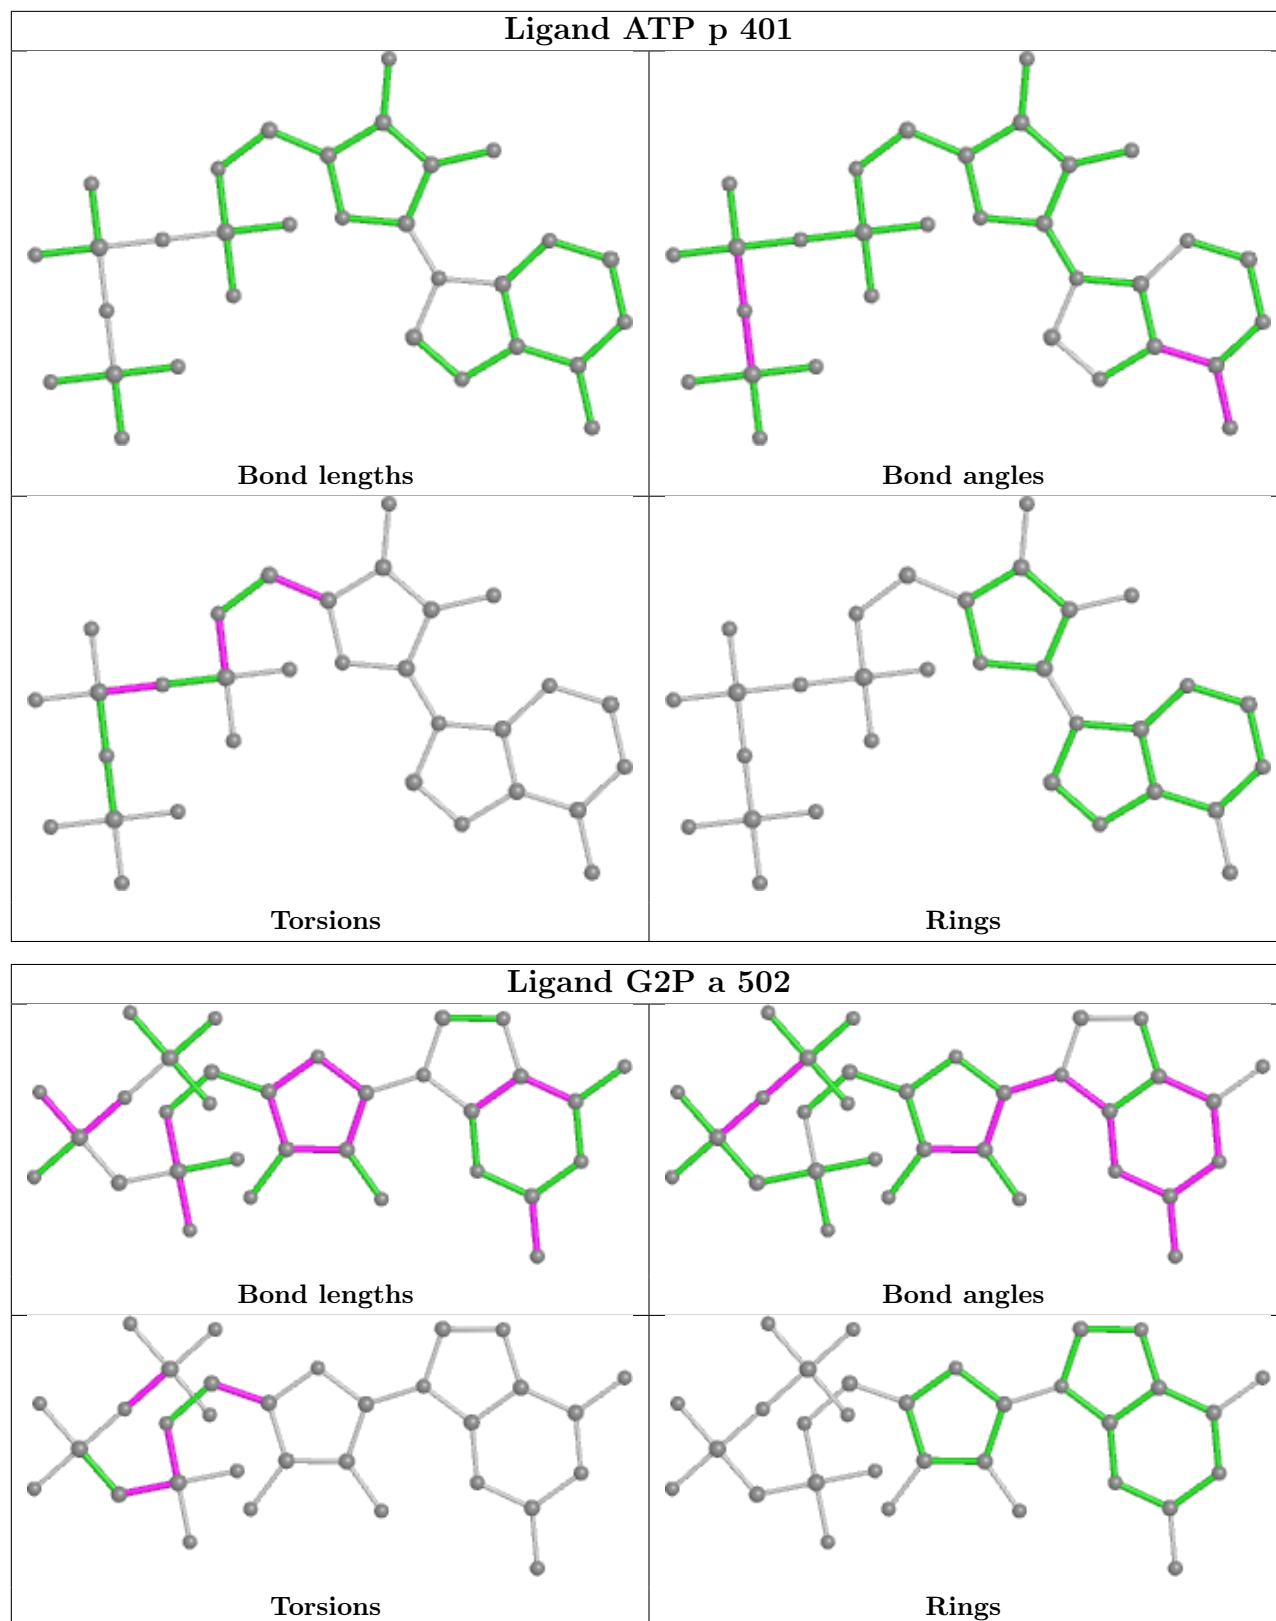 Ligand ATP p 401
Bond lengths
Bond angles
Torsions
Rings
Ligand G2P a 502
Bond lengths
Bond angles
Torsions
Rings